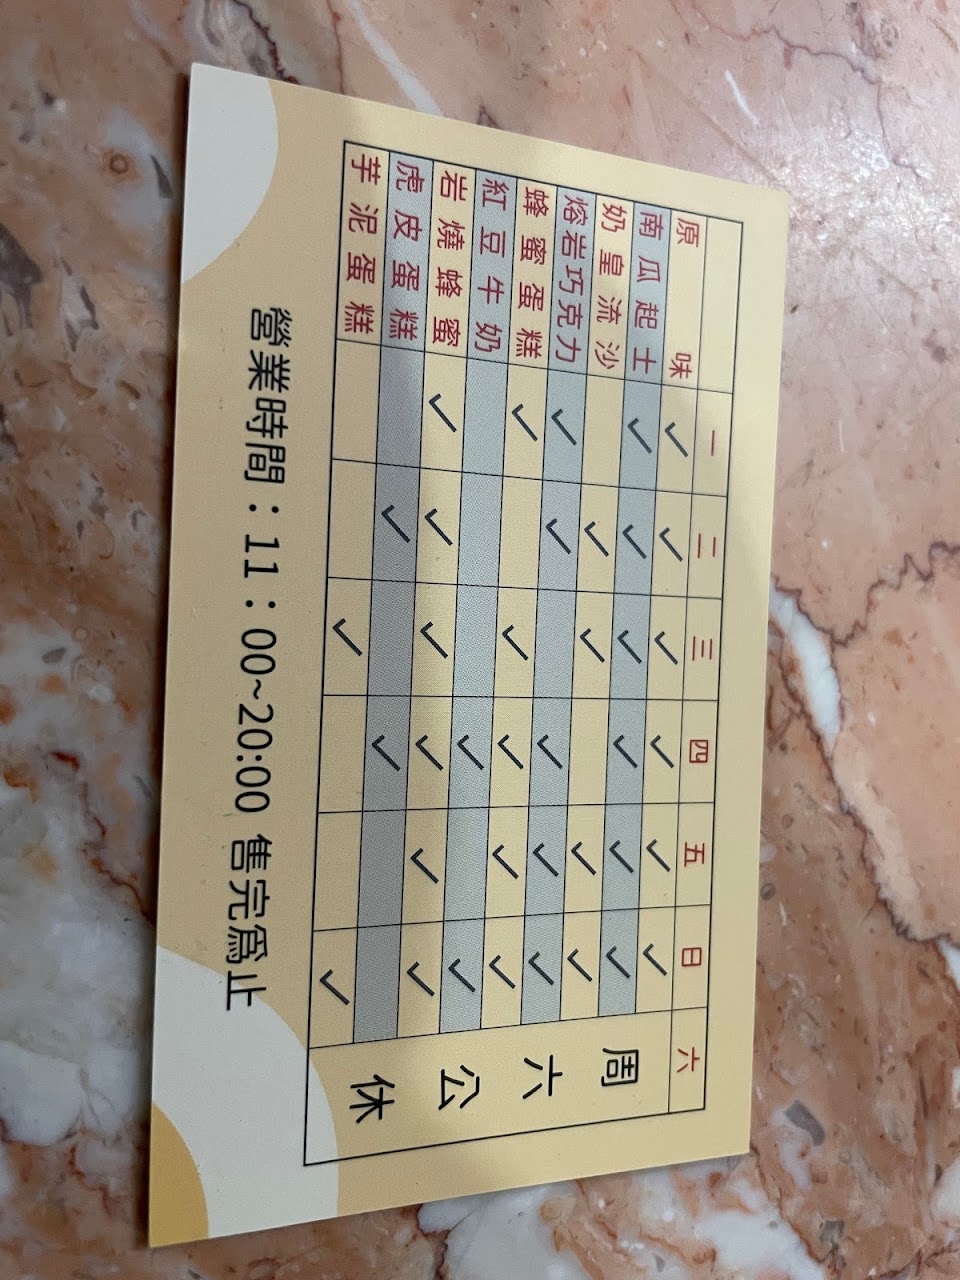 一 二 三 四 五 日 六
原味 ✓ ✓ ✓ ✓ ✓ ✓
南瓜起士 ✓ ✓ ✓ ✓ ✓ ✓
奶皇流沙 ✓ ✓ ✓ ✓
熔岩巧克力 ✓ ✓ ✓ ✓ ✓
蜂蜜蛋糕 ✓ ✓ ✓ ✓ ✓
紅豆牛奶 ✓ ✓
岩燒蜂蜜 ✓ ✓ ✓ ✓ ✓ ✓
虎皮蛋糕 ✓ ✓
芋泥蛋糕 ✓ ✓
周六公休
營業時間：11：00~20:00 售完為止